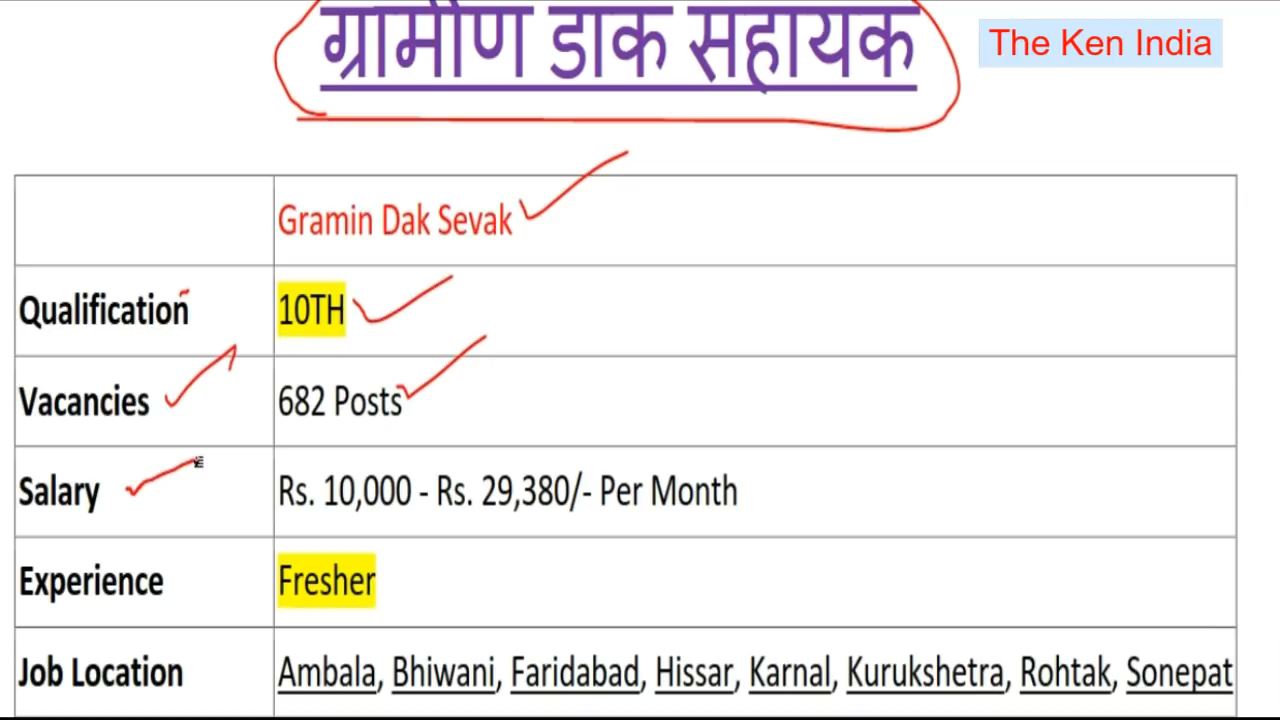 ग्रामीण डाक सहायक
The Ken India
Gramin Dak Sevak
Qualification 10TH
Vacancies 682 Posts
Salary Rs. 10,000 - Rs. 29,380/- Per Month
Experience Fresher
Job Location Ambala, Bhiwani, Faridabad, Hissar, Karnal, Kurukshetra, Rohtak, Sonepat